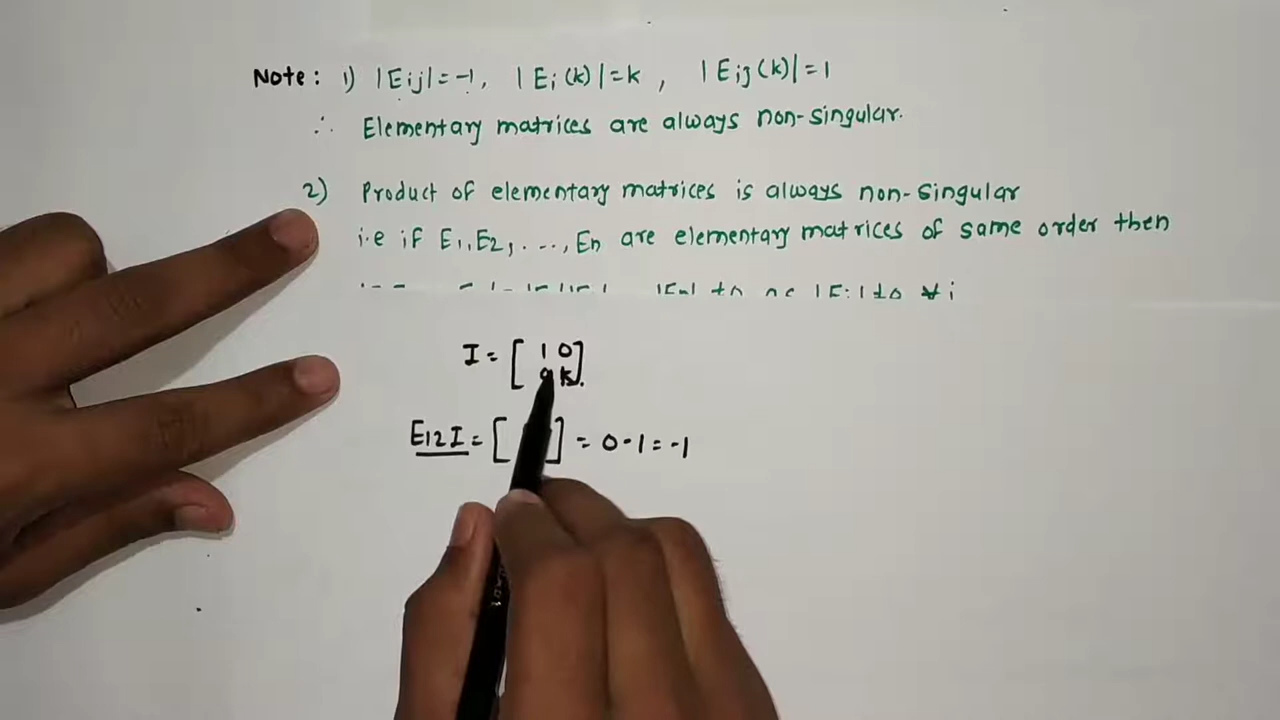 Note: 1) |Eij| = -1, |Ei(k)| = k, |Eij(k)| = 1
∴ Elementary matrices are always non-singular.
2) Product of elementary matrices is always non-singular
i.e if E1, E2, ..., En are elementary matrices of same order then
I = [ 1 0
0 k ]
E12I = [ ] = 0-1 = -1